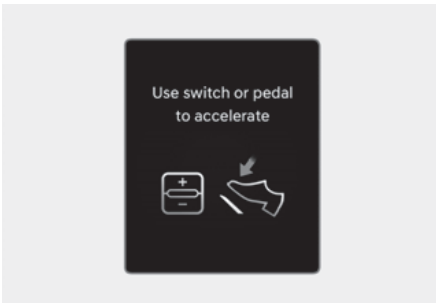 Use switch or pedal
to accelerate
+
−